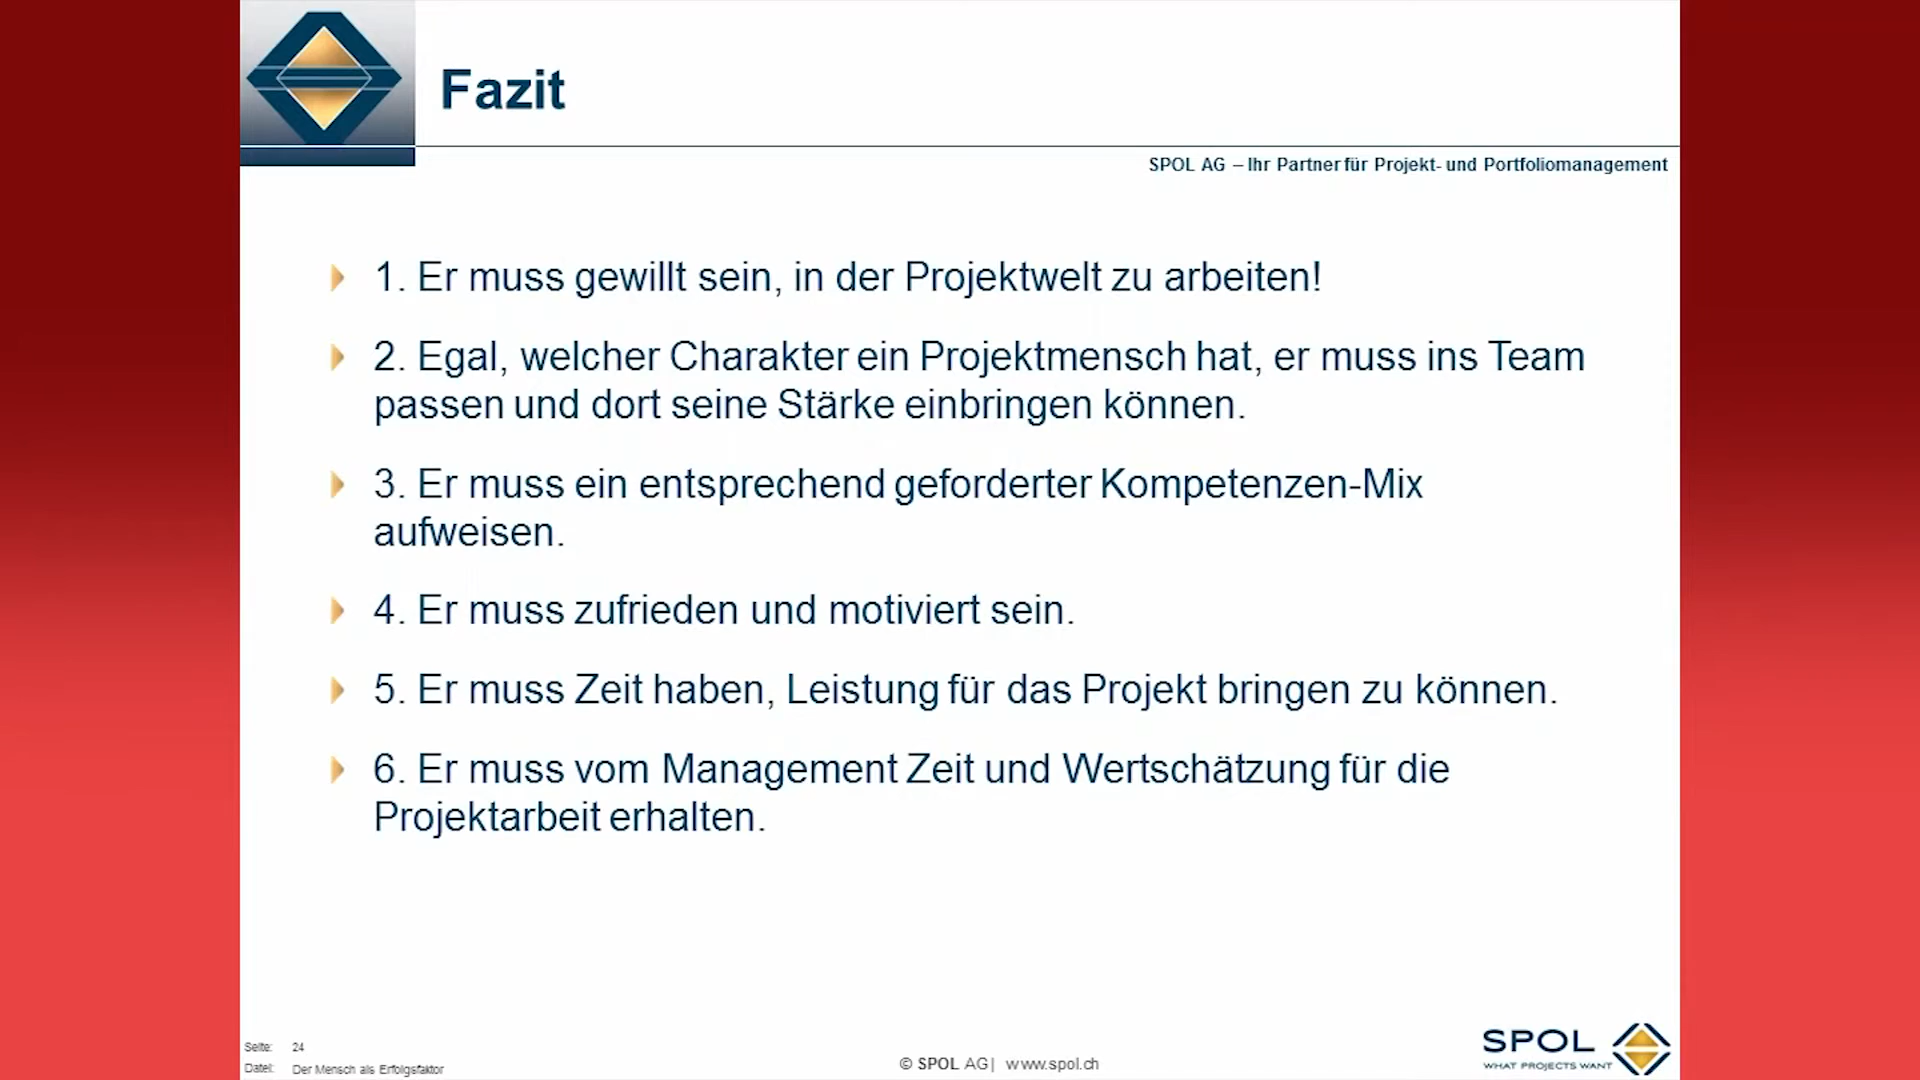 Fazit
SPOL AG – Ihr Partner für Projekt- und Portfoliomanagement
1. Er muss gewillt sein, in der Projektwelt zu arbeiten!
2. Egal, welcher Charakter ein Projektmensch hat, er muss ins Team
passen und dort seine Stärke einbringen können.
3. Er muss ein entsprechend geforderter Kompetenzen-Mix
aufweisen.
4. Er muss zufrieden und motiviert sein.
5. Er muss Zeit haben, Leistung für das Projekt bringen zu können.
6. Er muss vom Management Zeit und Wertschätzung für die
Projektarbeit erhalten.
Seite: 24
Datei: Der Mensch als Erfolgsfaktor
© SPOL AG | www.spol.ch
SPOL
WHAT PROJECTS WANT